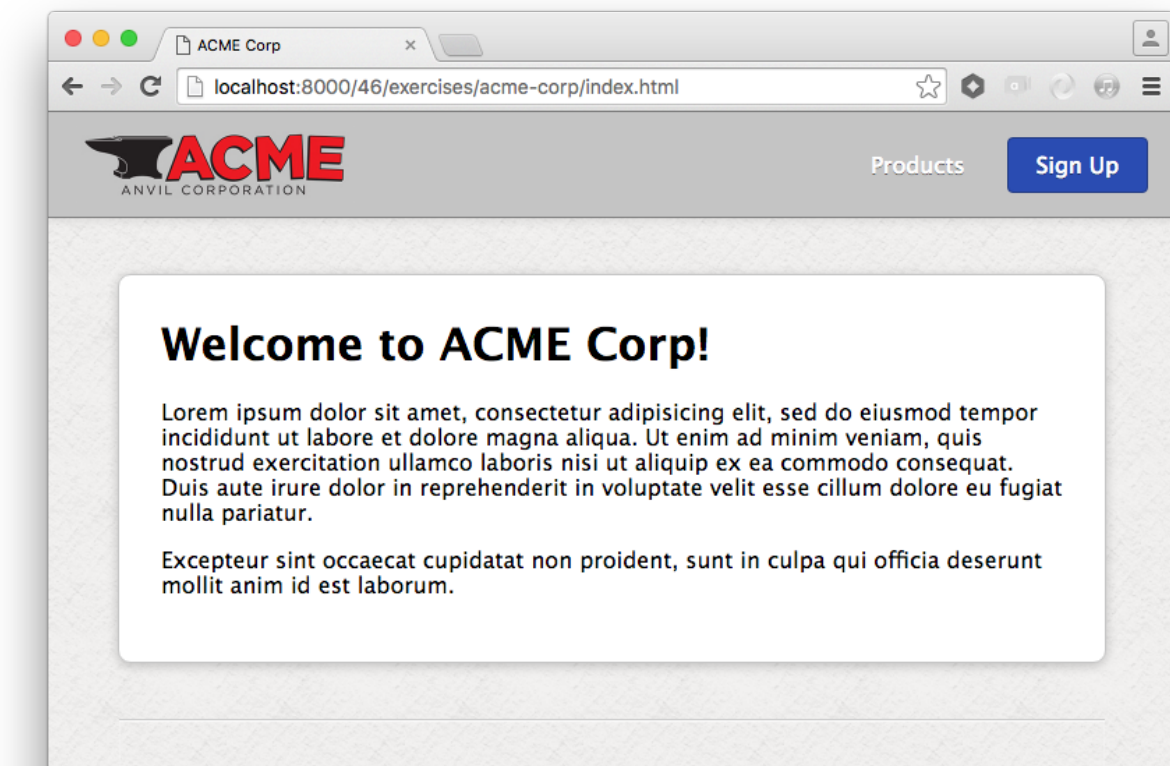 ACME Corp
localhost:8000/46/exercises/acme-corp/index.html
ACME
ANVIL CORPORATION
Products
Sign Up
Welcome to ACME Corp!
Lorem ipsum dolor sit amet, consectetur adipisicing elit, sed do eiusmod tempor
incididunt ut labore et dolore magna aliqua. Ut enim ad minim veniam, quis
nostrud exercitation ullamco laboris nisi ut aliquip ex ea commodo consequat.
Duis aute irure dolor in reprehenderit in voluptate velit esse cillum dolore eu fugiat
nulla pariatur.
Excepteur sint occaecat cupidatat non proident, sunt in culpa qui officia deserunt
mollit anim id est laborum.